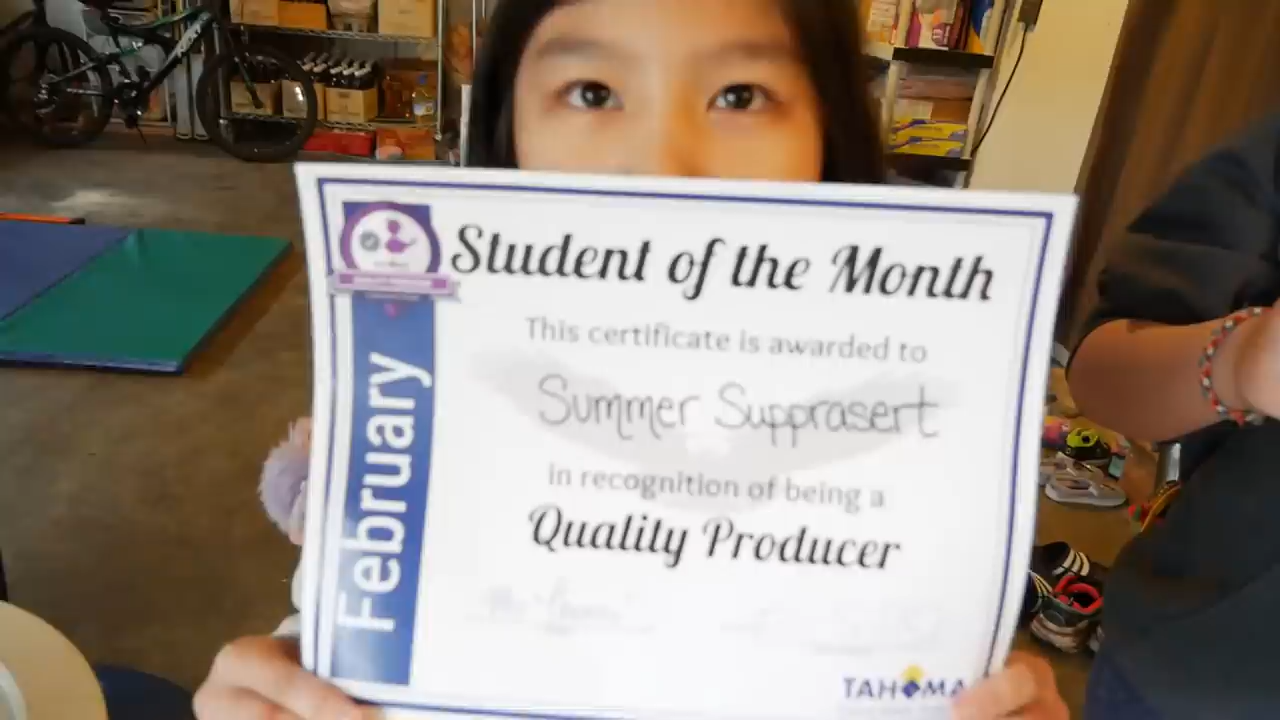 Student of the Month
This certificate is awarded to
Summer Supprasert
in recognition of being a
Quality Producer
February
TAHOMA